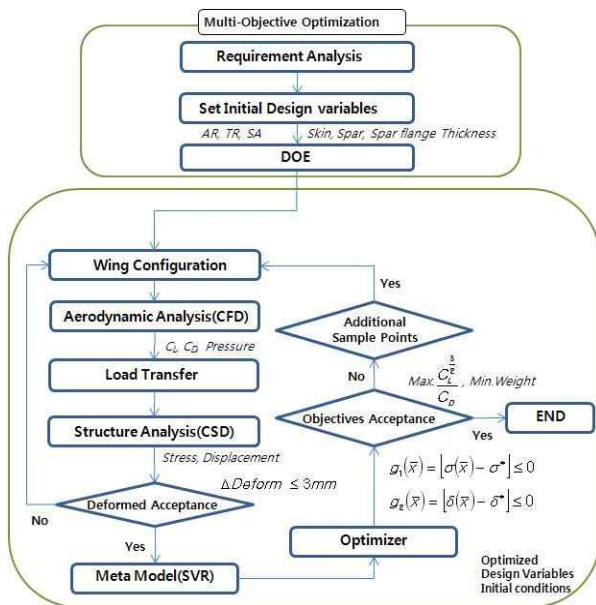 Multi-Objective Optimization
Requirement Analysis
Set Initial Design variables
AR, TR, SA
Skin, Spar, Spar flange Thickness
DOE
Wing Configuration
Aerodynamic Analysis(CFD)
C_L C_D Pressure
Load Transfer
Structure Analysis(CSD)
Stress, Displacement
ΔDeform ≤ 3mm
Deformed Acceptance
No
Yes
Meta Model(SVR)
Yes
Additional
Sample Points
No
Max. C_L^{3/2} / C_D , Min.Weight
Objectives Acceptance
Yes
END
g₁(x̄) = ⌊σ(x̄) − σ*⌋ ≤ 0
g₂(x̄) = ⌊δ(x̄) − δ*⌋ ≤ 0
Optimizer
Optimized
Design Variables
Initial conditions